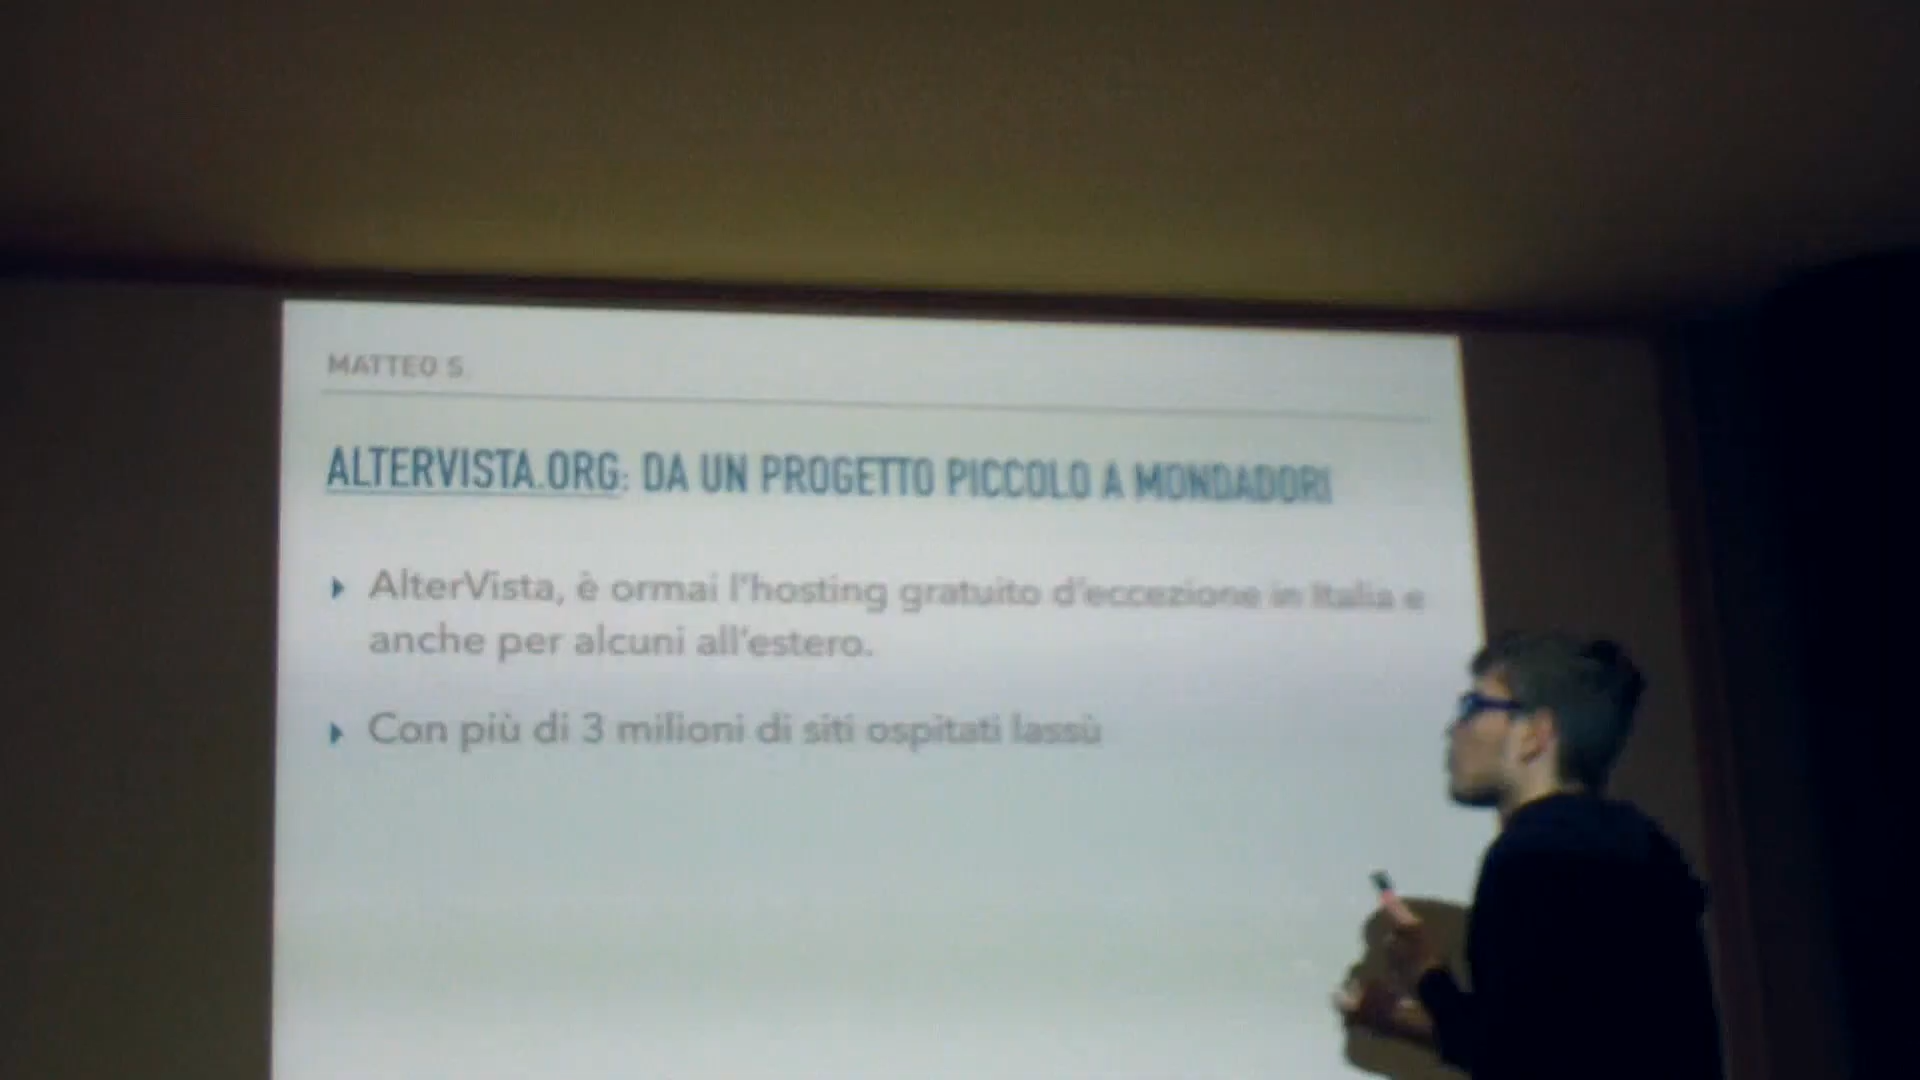 MATTEO S.
ALTERVISTA.ORG: DA UN PROGETTO PICCOLO A MONDADORI
AlterVista, è ormai l'hosting gratuito d'eccezione in Italia e
anche per alcuni all'estero.
Con più di 3 milioni di siti ospitati lassù